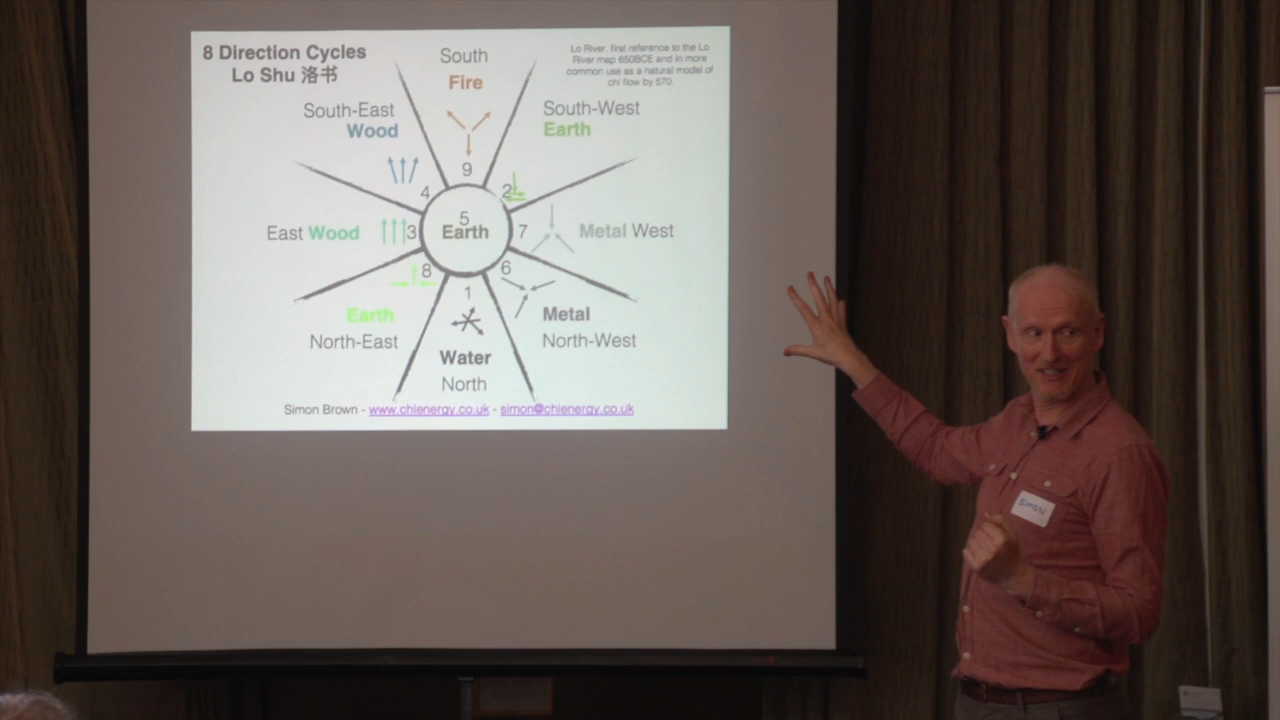 8 Direction Cycles
Lo Shu 洛书
Lo River, first reference to the Lo
River map 650BCE and in more
common use as a natural model of
chi flow by 570.
South
Fire
South-East
Wood
South-West
Earth
9
4
2
East Wood
3
5
Earth
7
Metal West
8
6
1
Earth
North-East
Metal
North-West
Water
North
Simon Brown - www.chienergy.co.uk - simon@chienergy.co.uk
SIMON